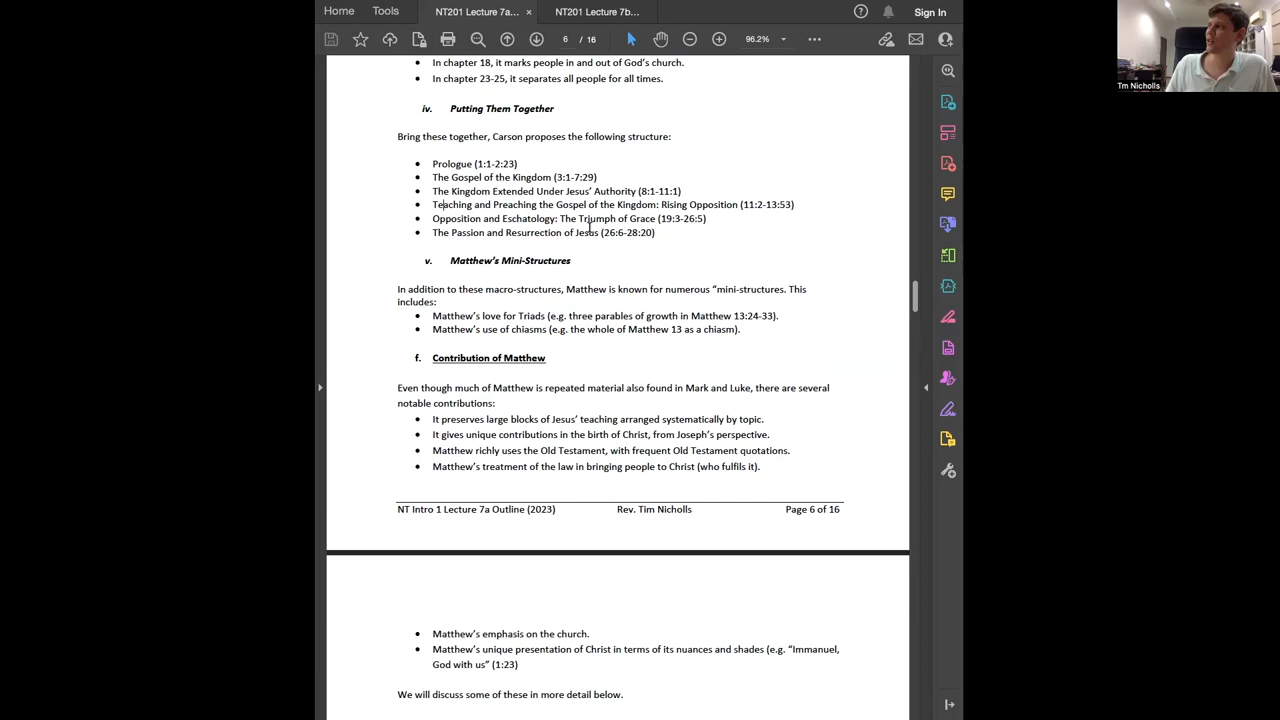 Home
Tools
NT201 Lecture 7a... ×
NT201 Lecture 7b...
Sign In
6 / 16
96.2%
Tm Nicholls
• In chapter 18, it marks people in and out of God's church.
• In chapter 23-25, it separates all people for all times.
iv. Putting Them Together
Bring these together, Carson proposes the following structure:
• Prologue (1:1-2:23)
• The Gospel of the Kingdom (3:1-7:29)
• The Kingdom Extended Under Jesus' Authority (8:1-11:1)
• Teaching and Preaching the Gospel of the Kingdom: Rising Opposition (11:2-13:53)
• Opposition and Eschatology: The Triumph of Grace (19:3-26:5)
• The Passion and Resurrection of Jesus (26:6-28:20)
v. Matthew's Mini-Structures
In addition to these macro-structures, Matthew is known for numerous "mini-structures. This
includes:
• Matthew's love for Triads (e.g. three parables of growth in Matthew 13:24-33).
• Matthew's use of chiasms (e.g. the whole of Matthew 13 as a chiasm).
f. Contribution of Matthew
Even though much of Matthew is repeated material also found in Mark and Luke, there are several
notable contributions:
• It preserves large blocks of Jesus' teaching arranged systematically by topic.
• It gives unique contributions in the birth of Christ, from Joseph's perspective.
• Matthew richly uses the Old Testament, with frequent Old Testament quotations.
• Matthew's treatment of the law in bringing people to Christ (who fulfils it).
NT Intro 1 Lecture 7a Outline (2023) Rev. Tim Nicholls Page 6 of 16
• Matthew's emphasis on the church.
• Matthew's unique presentation of Christ in terms of its nuances and shades (e.g. "Immanuel,
God with us" (1:23)
We will discuss some of these in more detail below.